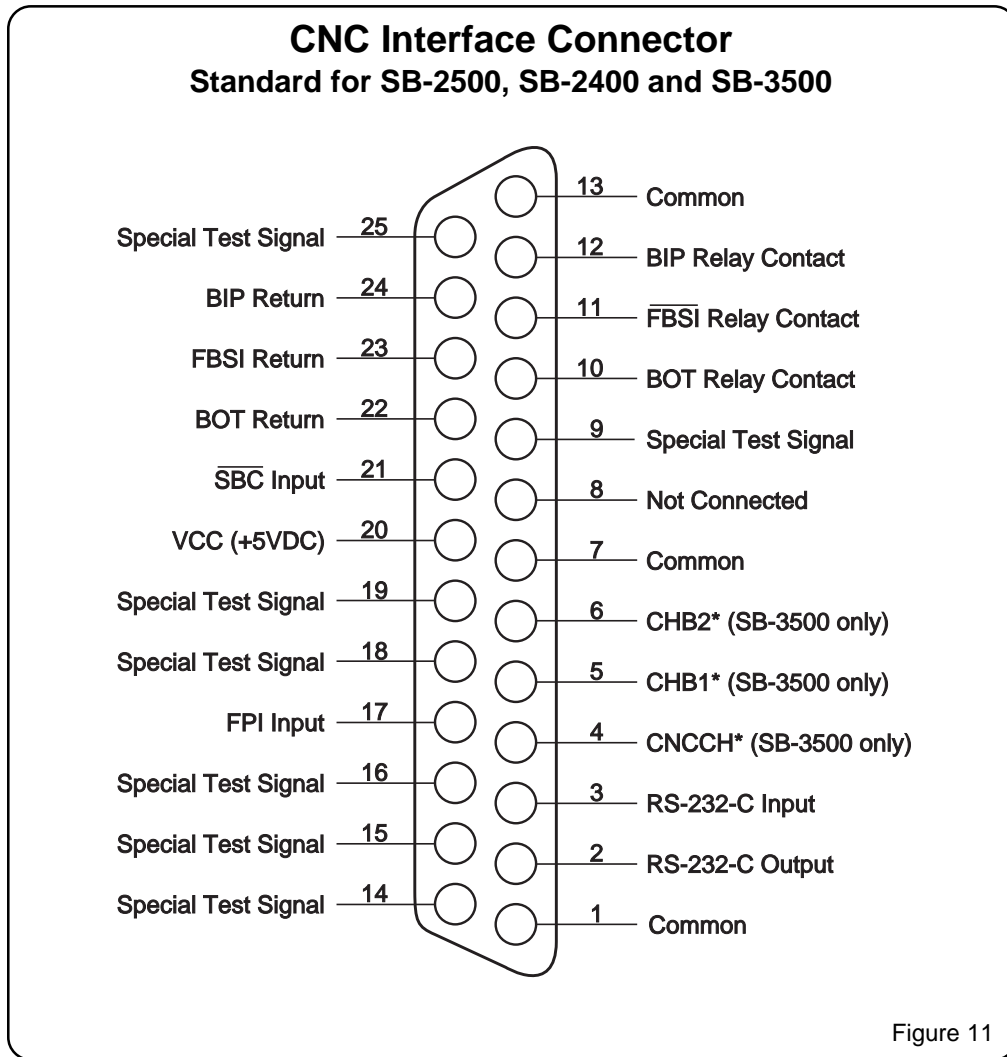 CNC Interface Connector
Standard for SB-2500, SB-2400 and SB-3500
13 Common
Special Test Signal 25
12 BIP Relay Contact
BIP Return 24
11 F̅B̅S̅I̅ Relay Contact
FBSI Return 23
10 BOT Relay Contact
BOT Return 22
9 Special Test Signal
S̅B̅C̅ Input 21
8 Not Connected
VCC (+5VDC) 20
7 Common
Special Test Signal 19
6 CHB2* (SB-3500 only)
Special Test Signal 18
5 CHB1* (SB-3500 only)
FPI Input 17
4 CNCCH* (SB-3500 only)
Special Test Signal 16
3 RS-232-C Input
Special Test Signal 15
2 RS-232-C Output
Special Test Signal 14
1 Common
Figure 11